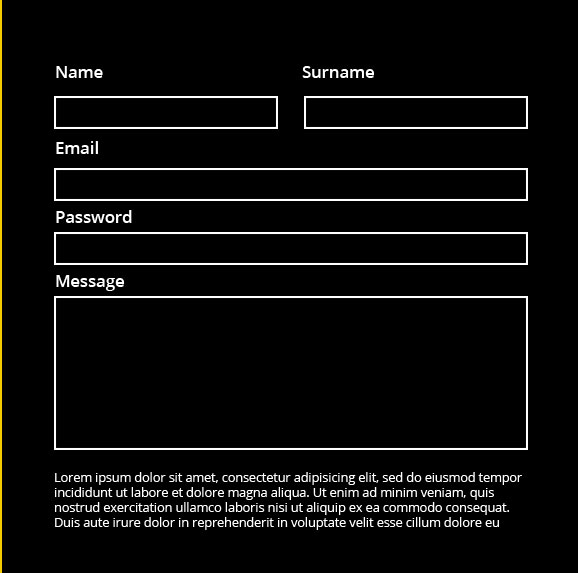 Name Surname
Email
Password
Message
Lorem ipsum dolor sit amet, consectetur adipisicing elit, sed do eiusmod tempor
incididunt ut labore et dolore magna aliqua. Ut enim ad minim veniam, quis
nostrud exercitation ullamco laboris nisi ut aliquip ex ea commodo consequat.
Duis aute irure dolor in reprehenderit in voluptate velit esse cillum dolore eu